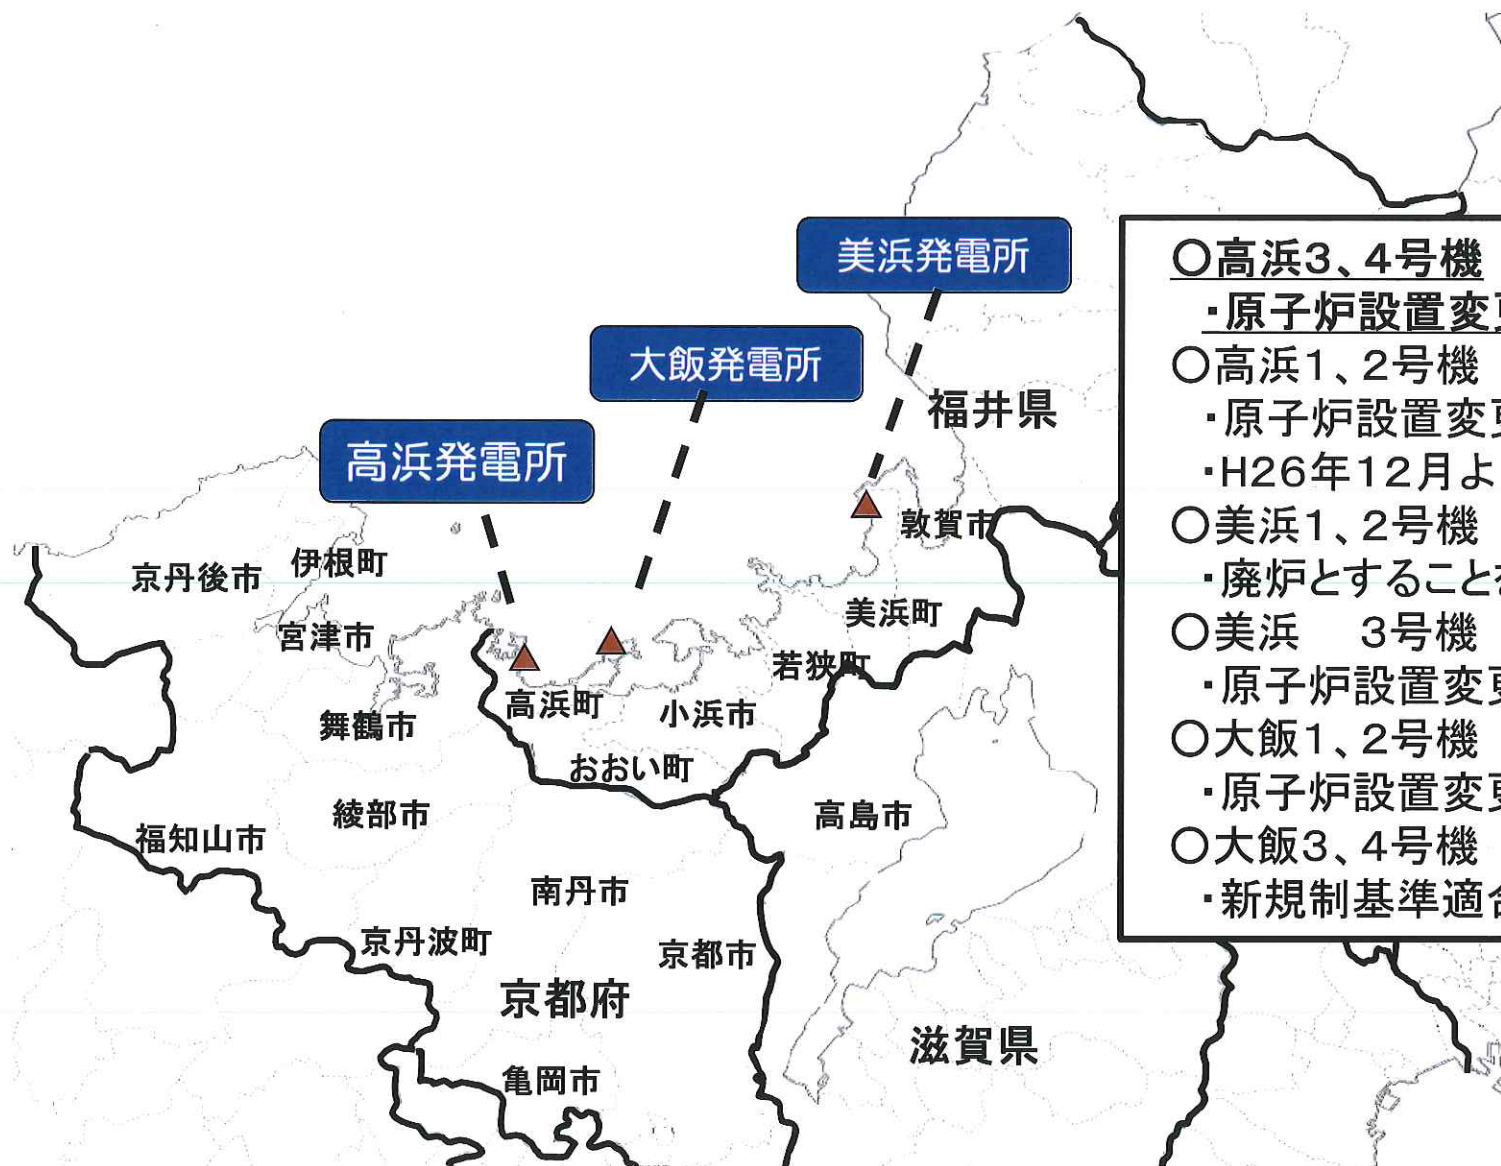 美浜発電所
大飯発電所
高浜発電所
福井県
敦賀市
京丹後市
伊根町
宮津市
美浜町
若狭町
高浜町
小浜市
舞鶴市
おおい町
綾部市
福知山市
高島市
南丹市
京丹波町
京都市
京都府
滋賀県
亀岡市
○高浜3、4号機
・原子炉設置変更
○高浜1、2号機
・原子炉設置変更
・H26年12月よ
○美浜1、2号機
・廃炉とすることを
○美浜　3号機
・原子炉設置変更
○大飯1、2号機
・原子炉設置変更
○大飯3、4号機
・新規制基準適合